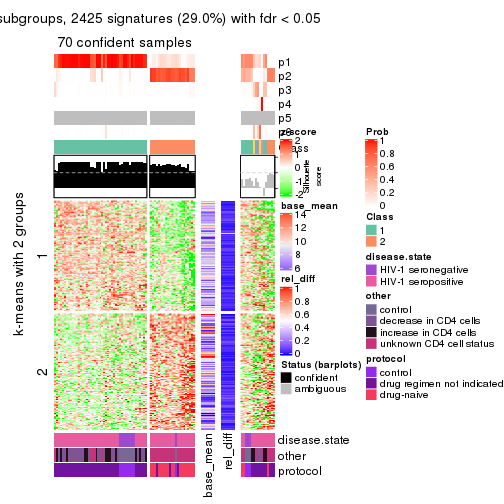 subgroups, 2425 signatures (29.0%) with fdr < 0.05
70 confident samples
p1
p2
p3
p4
p5
z-score
2
1
0
-1
-2
Silhouette
score
k-means with 2 groups
1
2
base_mean
14
12
10
8
6
rel_diff
1
0.8
0.6
0.4
0.2
0
Status (barplots)
confident
ambiguous
disease.state
other
protocol
base_mean
rel_diff
Prob
1
0.8
0.6
0.4
0.2
0
Class
1
2
disease.state
HIV-1 seronegative
HIV-1 seropositive
other
control
decrease in CD4 cells
increase in CD4 cells
unknown CD4 cell status
protocol
control
drug regimen not indicated
drug-naive